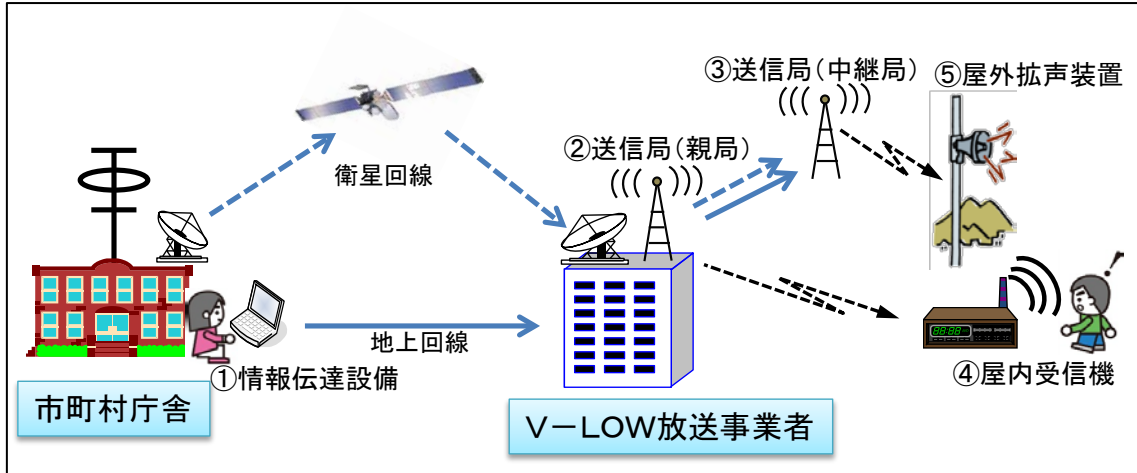 ③送信局(中継局)
⑤屋外拡声装置
②送信局(親局)
衛星回線
地上回線
①情報伝達設備
④屋内受信機
市町村庁舎
V-LOW放送事業者